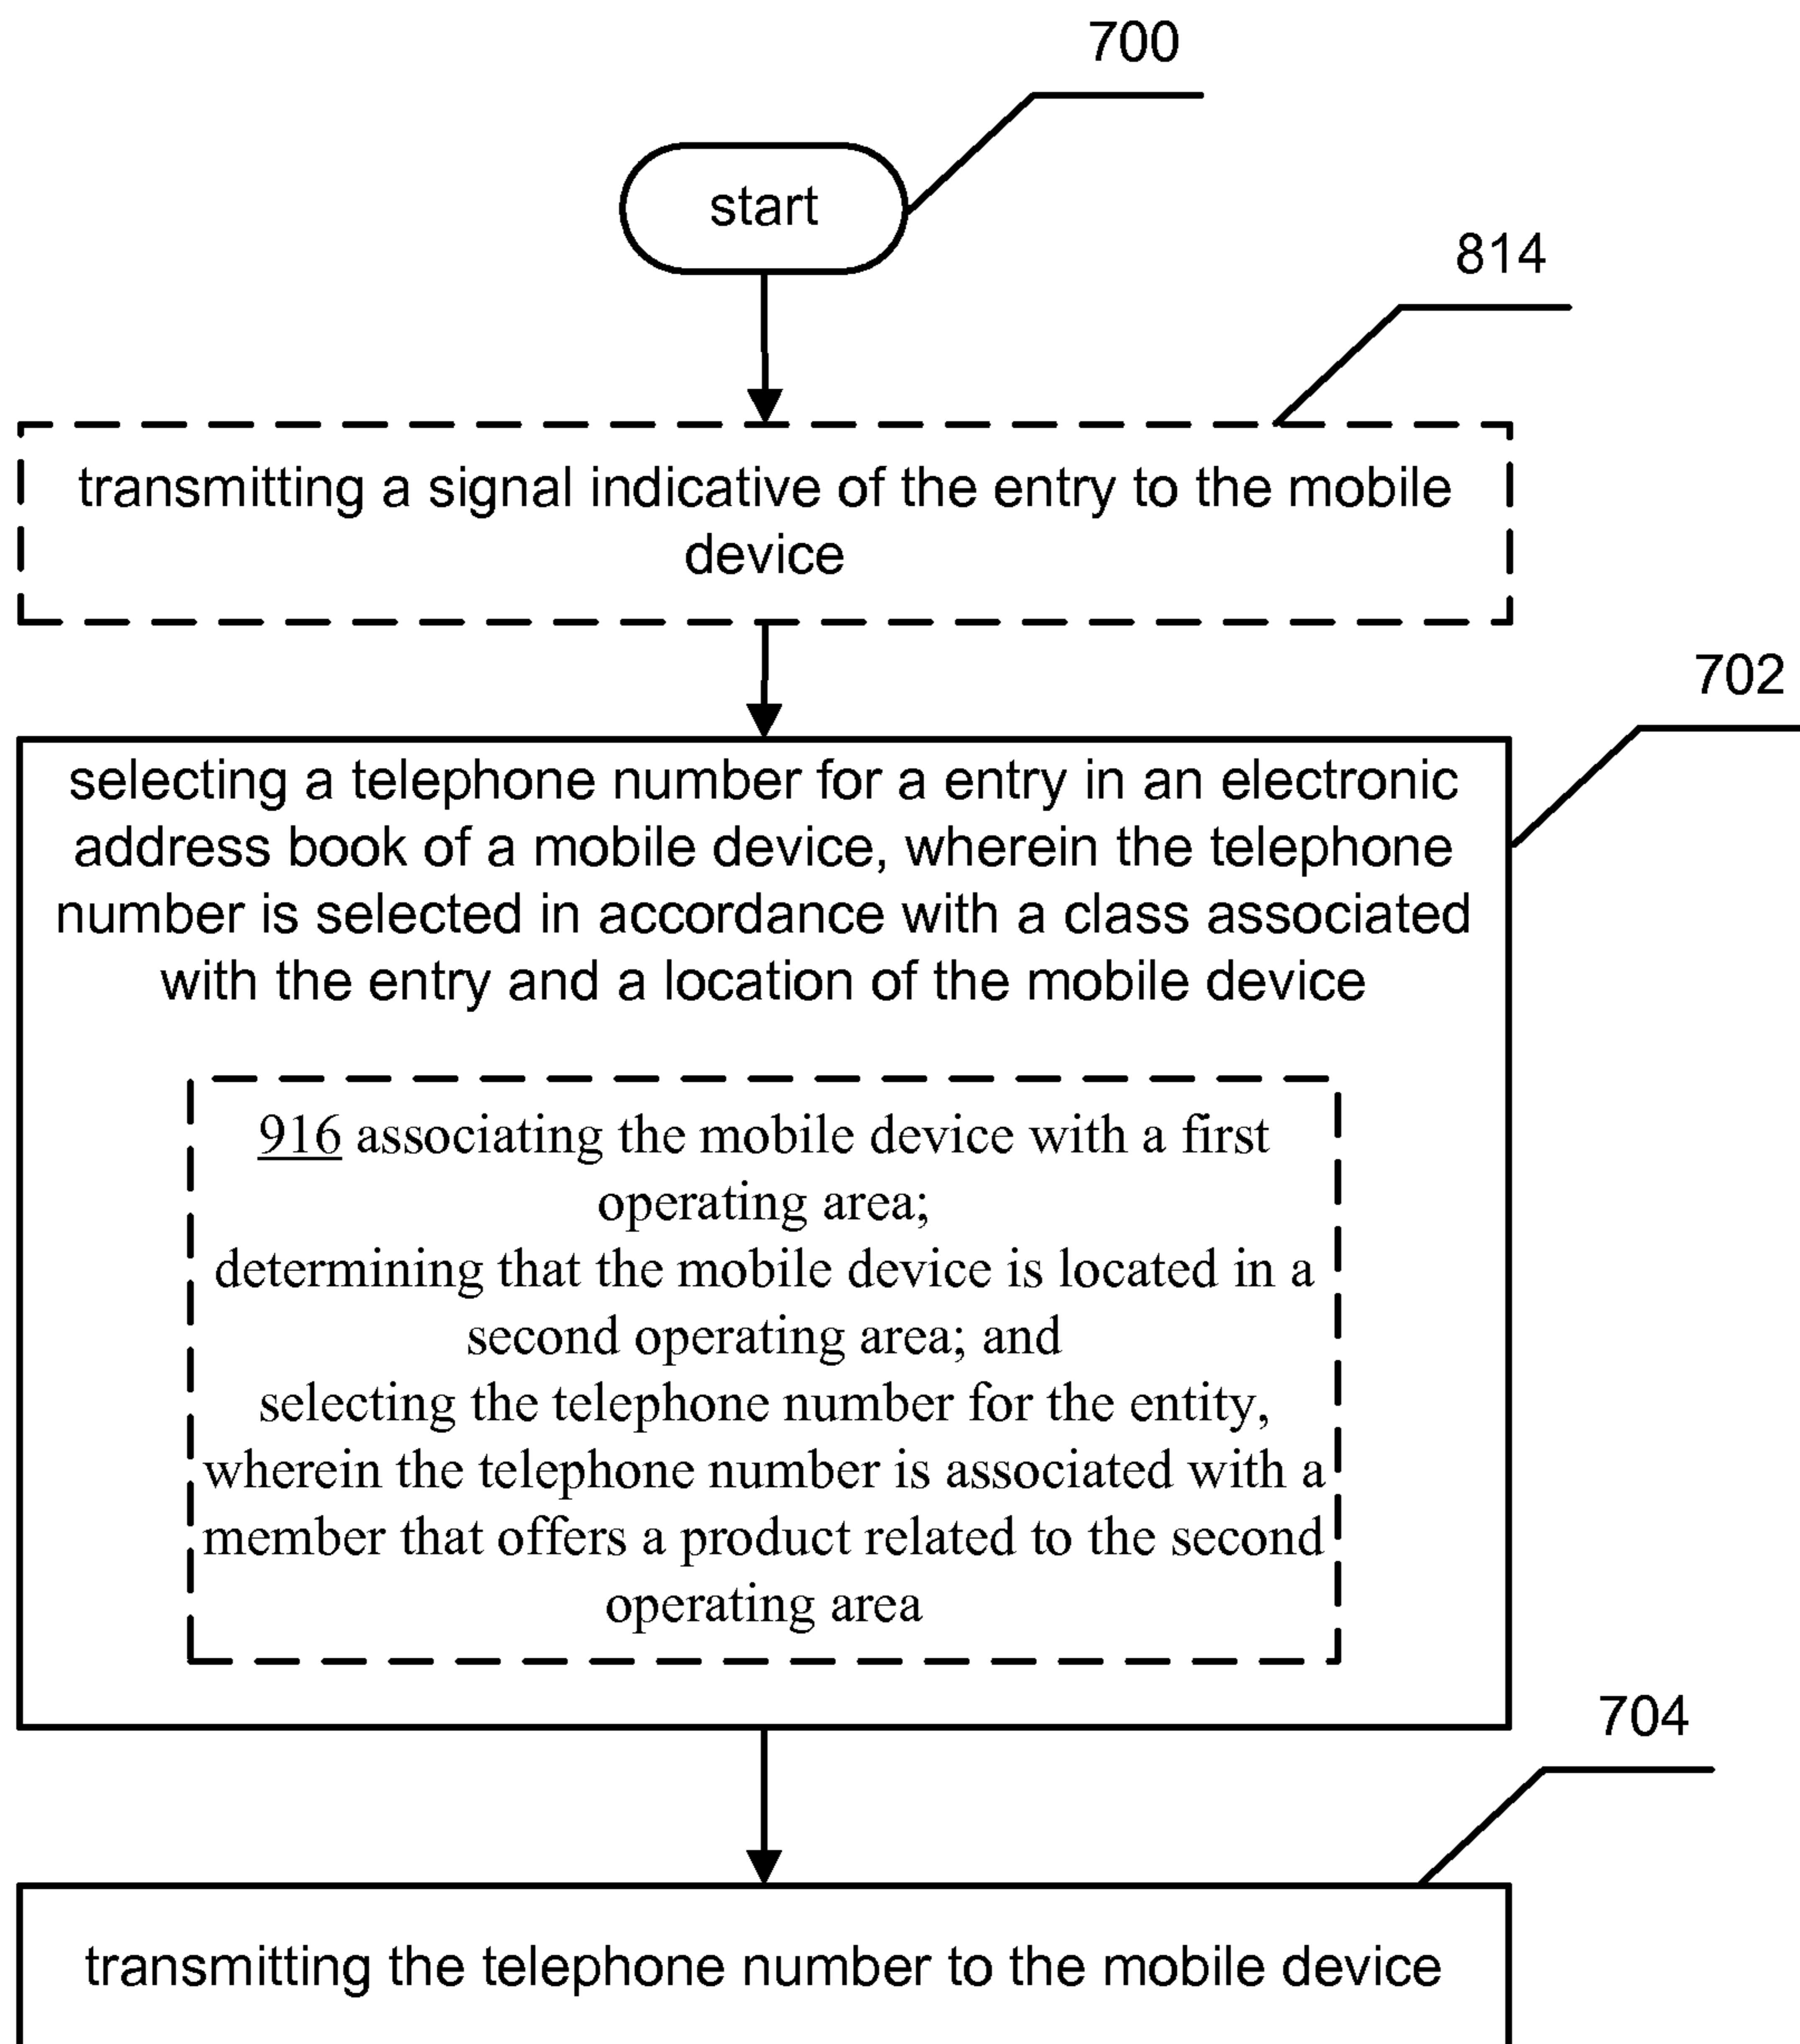 700
start
814
transmitting a signal indicative of the entry to the mobile
device
702
selecting a telephone number for a entry in an electronic
address book of a mobile device, wherein the telephone
number is selected in accordance with a class associated
with the entry and a location of the mobile device
916 associating the mobile device with a first
operating area;
determining that the mobile device is located in a
second operating area; and
selecting the telephone number for the entity,
wherein the telephone number is associated with a
member that offers a product related to the second
operating area
704
transmitting the telephone number to the mobile device